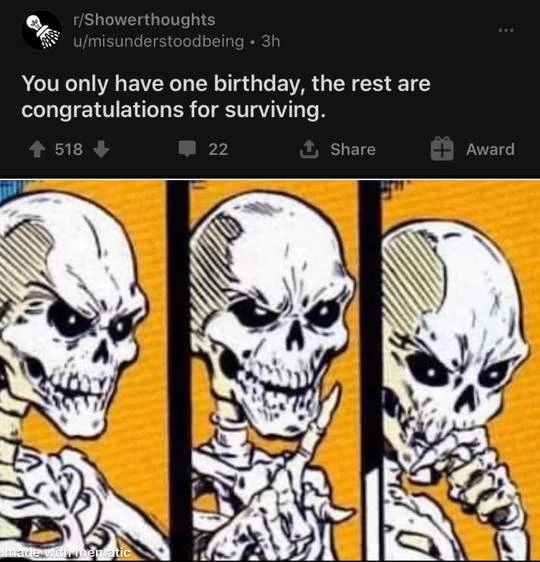 r/Showerthoughts
u/misunderstoodbeing • 3h
You only have one birthday, the rest are
congratulations for surviving.
518
22
Share
Award
made with mematic